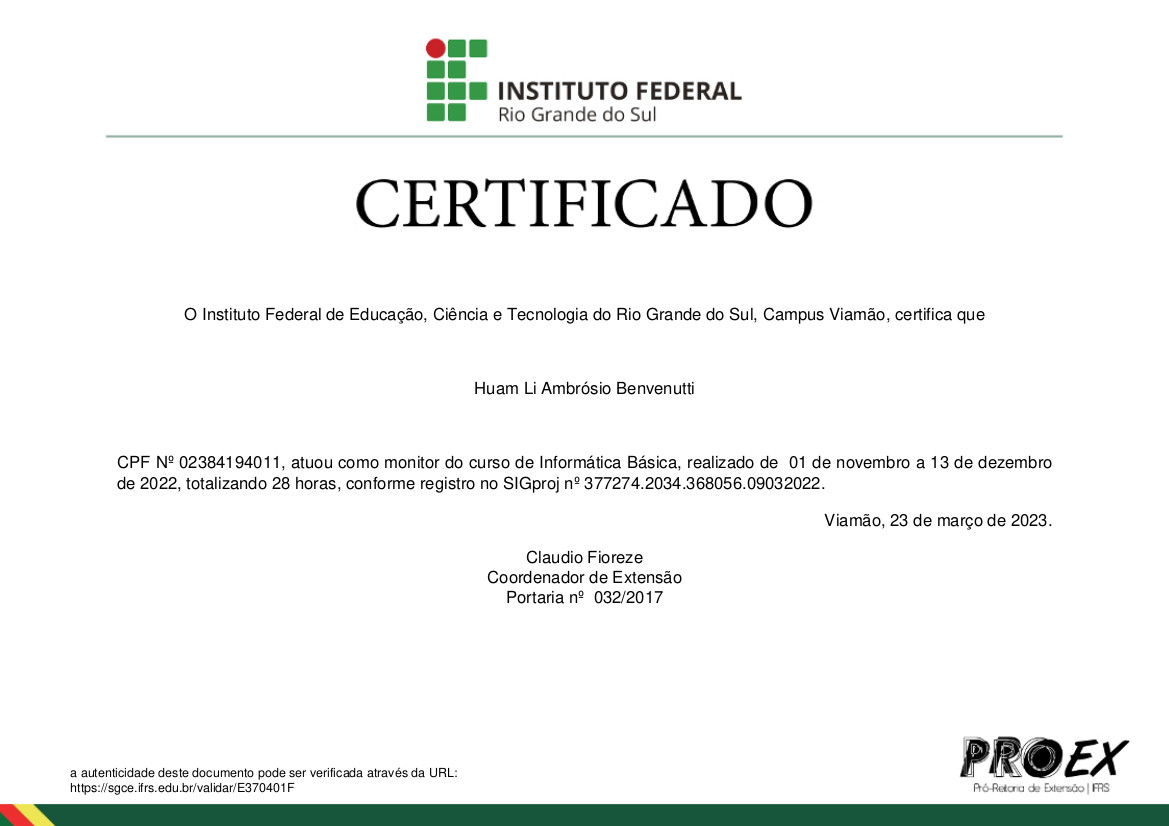 INSTITUTO FEDERAL
Rio Grande do Sul
CERTIFICADO
O Instituto Federal de Educação, Ciência e Tecnologia do Rio Grande do Sul, Campus Viamão, certifica que
Huam Li Ambrósio Benvenutti
CPF Nº 02384194011, atuou como monitor do curso de Informática Básica, realizado de  01 de novembro a 13 de dezembro
de 2022, totalizando 28 horas, conforme registro no SIGproj nº 377274.2034.368056.09032022.
Viamão, 23 de março de 2023.
Claudio Fioreze
Coordenador de Extensão
Portaria nº  032/2017
PROEX
Pró-Reitoria de Extensão | IFRS
a autenticidade deste documento pode ser verificada através da URL:
https://sgce.ifrs.edu.br/validar/E370401F